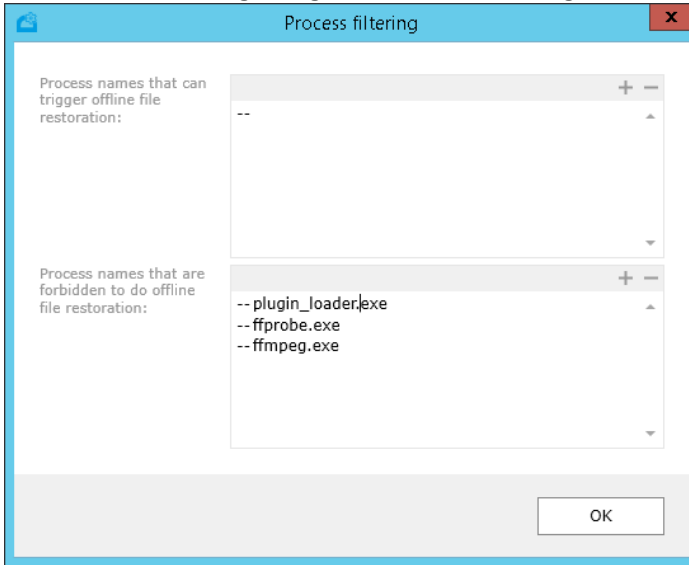 Process filtering
x
Process names that can
trigger offline file
restoration:
+ −
--
Process names that are
forbidden to do offline
file restoration:
+ −
-- plugin_loader.exe
-- ffprobe.exe
-- ffmpeg.exe
OK